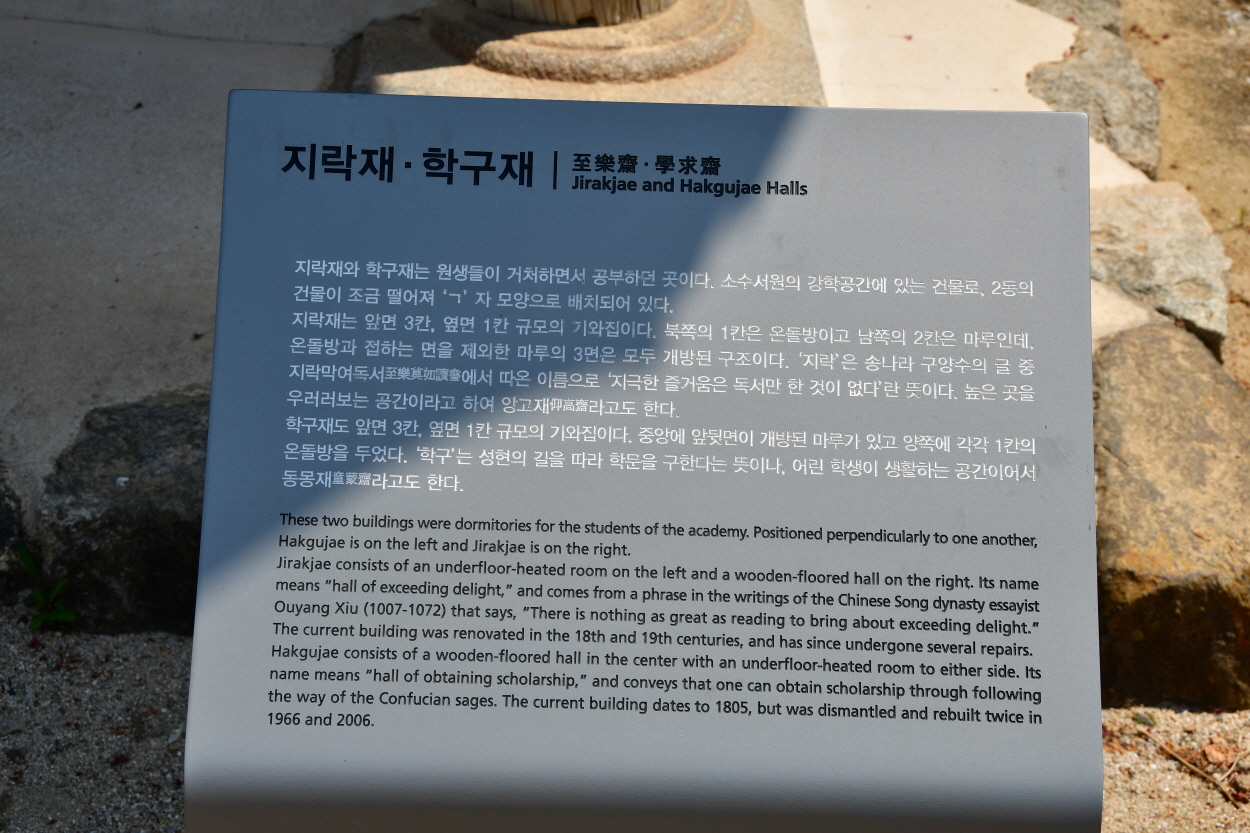 지락재·학구재 | 至樂齋·學求齋
Jirakjae and Hakgujae Halls
지락재와 학구재는 원생들이 거처하면서 공부하던 곳이다. 소수서원의 강학공간에 있는 건물로, 2동의
건물이 조금 떨어져 ‘ㄱ’ 자 모양으로 배치되어 있다.
지락재는 앞면 3칸, 옆면 1칸 규모의 기와집이다. 북쪽의 1칸은 온돌방이고 남쪽의 2칸은 마루인데,
온돌방과 접하는 면을 제외한 마루의 3면은 모두 개방된 구조이다. ‘지락’은 송나라 구양수의 글 중
지락막여독서至樂莫如讀書에서 따온 이름으로 ‘지극한 즐거움은 독서만 한 것이 없다’란 뜻이다. 높은 곳을
우러러보는 공간이라고 하여 앙고재仰高齋라고도 한다.
학구재도 앞면 3칸, 옆면 1칸 규모의 기와집이다. 중앙에 앞뒷면이 개방된 마루가 있고 양쪽에 각각 1칸의
온돌방을 두었다. ‘학구’는 성현의 길을 따라 학문을 구한다는 뜻이나, 어린 학생이 생활하는 공간이어서
동몽재童蒙齋라고도 한다.
These two buildings were dormitories for the students of the academy. Positioned perpendicularly to one another,
Hakgujae is on the left and Jirakjae is on the right.
Jirakjae consists of an underfloor-heated room on the left and a wooden-floored hall on the right. Its name
means “hall of exceeding delight,” and comes from a phrase in the writings of the Chinese Song dynasty essayist
Ouyang Xiu (1007-1072) that says, “There is nothing as great as reading to bring about exceeding delight.”
The current building was renovated in the 18th and 19th centuries, and has since undergone several repairs.
Hakgujae consists of a wooden-floored hall in the center with an underfloor-heated room to either side. Its
name means “hall of obtaining scholarship,” and conveys that one can obtain scholarship through following
the way of the Confucian sages. The current building dates to 1805, but was dismantled and rebuilt twice in
1966 and 2006.